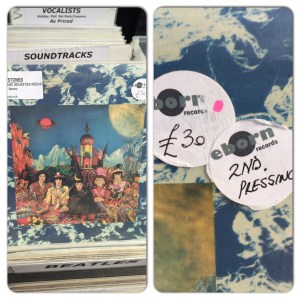 VOCALISTS
As Priced
SOUNDTRACKS
STONES
BEATLES
eborn
records
£30
eborn
records
2ND.
PRESSING